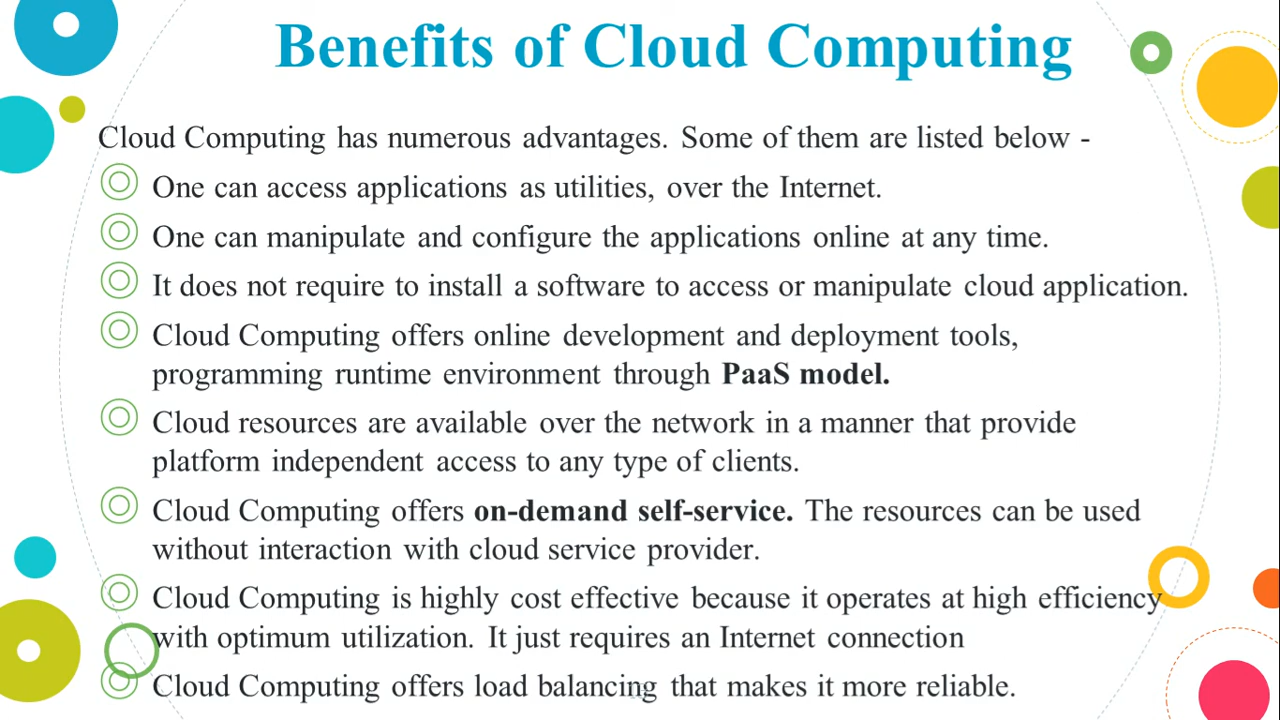 Benefits of Cloud Computing
Cloud Computing has numerous advantages. Some of them are listed below -
One can access applications as utilities, over the Internet.
One can manipulate and configure the applications online at any time.
It does not require to install a software to access or manipulate cloud application.
Cloud Computing offers online development and deployment tools,
programming runtime environment through PaaS model.
Cloud resources are available over the network in a manner that provide
platform independent access to any type of clients.
Cloud Computing offers on-demand self-service. The resources can be used
without interaction with cloud service provider.
Cloud Computing is highly cost effective because it operates at high efficiency
with optimum utilization. It just requires an Internet connection
Cloud Computing offers load balancing that makes it more reliable.